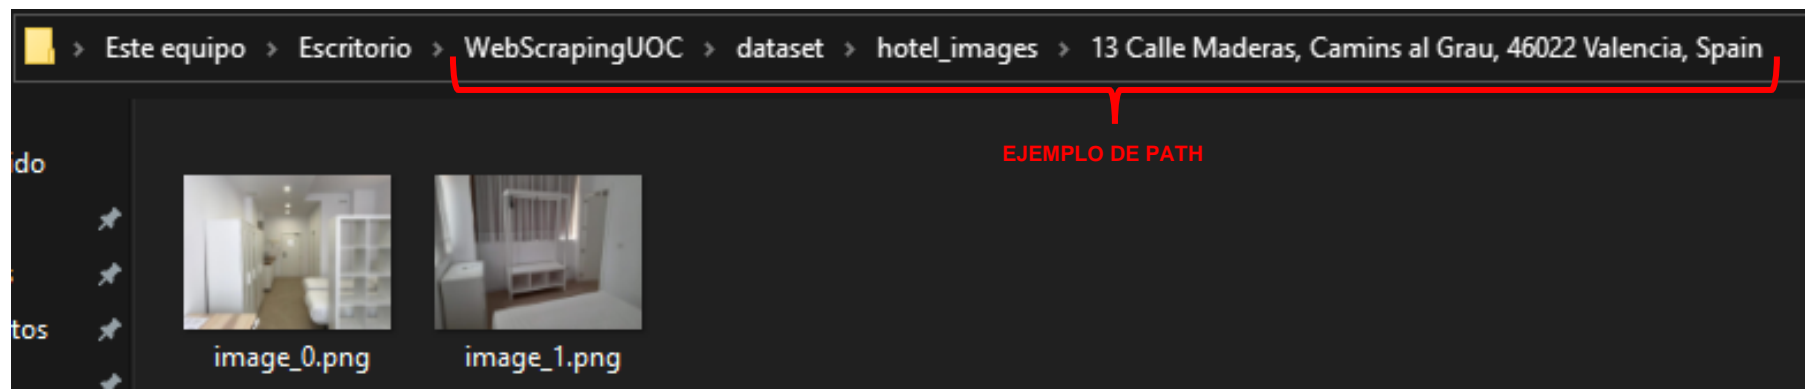 Este equipo > Escritorio > WebScrapingUOC > dataset > hotel_images > 13 Calle Maderas, Camins al Grau, 46022 Valencia, Spain
EJEMPLO DE PATH
ido
s
tos
image_0.png
image_1.png